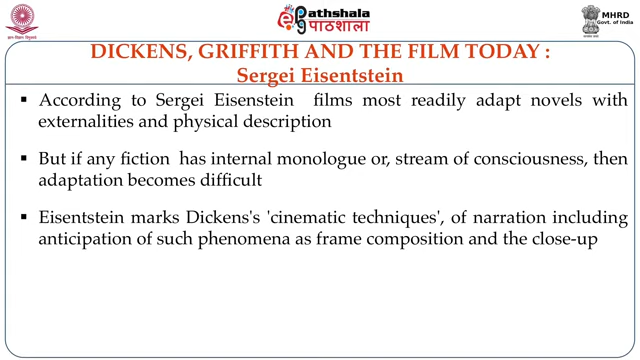 Pathshala
पाठशाला
MHRD
Govt. of India
DICKENS, GRIFFITH AND THE FILM TODAY :
Sergei Eisentstein
▪ According to Sergei Eisenstein films most readily adapt novels with
externalities and physical description
▪ But if any fiction has internal monologue or, stream of consciousness, then
adaptation becomes difficult
▪ Eisentstein marks Dickens's 'cinematic techniques', of narration including
anticipation of such phenomena as frame composition and the close-up